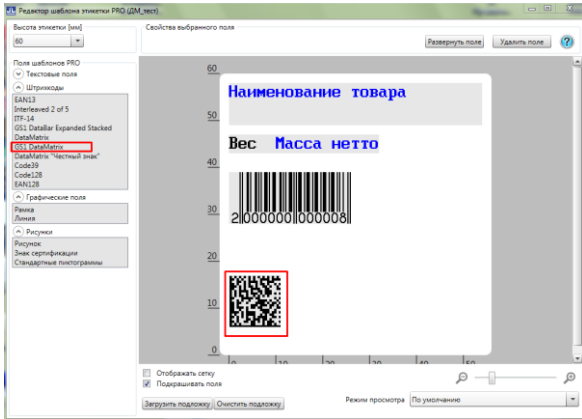 Редактор шаблона этикетки PRO (ДМ_тест)
Высота этикетки [мм]
60
Свойства выбранного поля
Развернуть поле
Удалить поле
?
Поля шаблонов PRO
Текстовые поля
Штрихкоды
EAN13
Interleaved 2 of 5
ITF-14
GS1 DataBar Expanded Stacked
DataMatrix
GS1 DataMatrix
DataMatrix "Честный знак"
Code39
Code128
EAN128
Графические поля
Рамка
Линия
Рисунки
Рисунок
Знак сертификации
Стандартные пиктограммы
60
50
40
30
20
10
0
Наименование товара
Вес Масса нетто
2 000000 000008
0 10 20 30 40 50
Отображать сетку
Подкрашивать поля
Загрузить подложку
Очистить подложку
Режим просмотра
По умолчанию